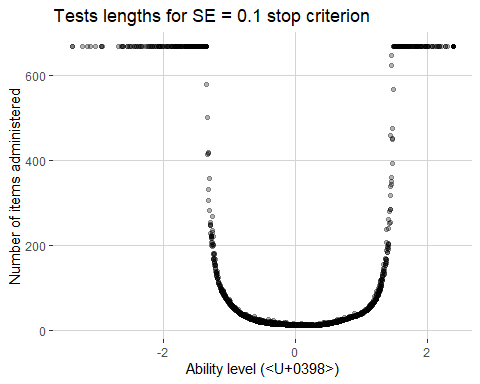 Tests lengths for SE = 0.1 stop criterion
Number of items administered
600
400
200
0
-2
0
2
Ability level (<U+0398>)